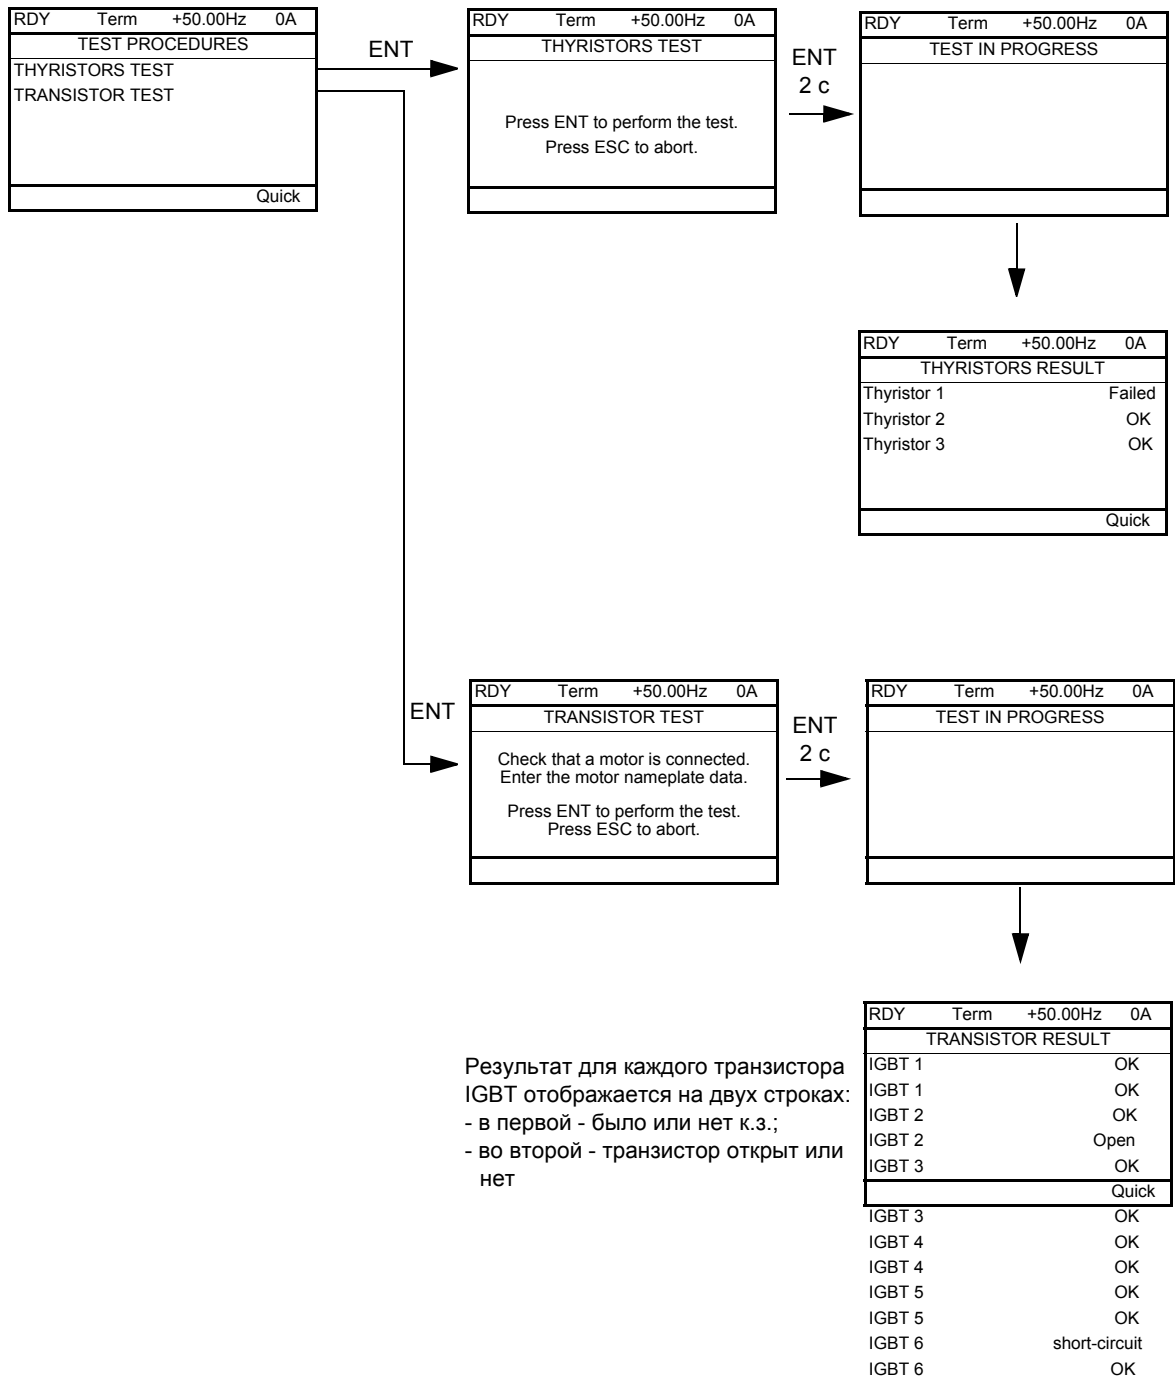 RDY Term +50.00Hz 0A
TEST PROCEDURES
THYRISTORS TEST
TRANSISTOR TEST
Quick
ENT
RDY Term +50.00Hz 0A
THYRISTORS TEST
Press ENT to perform the test.
Press ESC to abort.
ENT
2 c
RDY Term +50.00Hz 0A
TEST IN PROGRESS
RDY Term +50.00Hz 0A
THYRISTORS RESULT
Thyristor 1 Failed
Thyristor 2 OK
Thyristor 3 OK
Quick
ENT
RDY Term +50.00Hz 0A
TRANSISTOR TEST
Check that a motor is connected.
Enter the motor nameplate data.
Press ENT to perform the test.
Press ESC to abort.
ENT
2 c
RDY Term +50.00Hz 0A
TEST IN PROGRESS
Результат для каждого транзистора
IGBT отображается на двух строках:
- в первой - было или нет к.з.;
- во второй - транзистор открыт или
нет
RDY Term +50.00Hz 0A
TRANSISTOR RESULT
IGBT 1 OK
IGBT 1 OK
IGBT 2 OK
IGBT 2 Open
IGBT 3 OK
Quick
IGBT 3 OK
IGBT 4 OK
IGBT 4 OK
IGBT 5 OK
IGBT 5 OK
IGBT 6 short-circuit
IGBT 6 OK